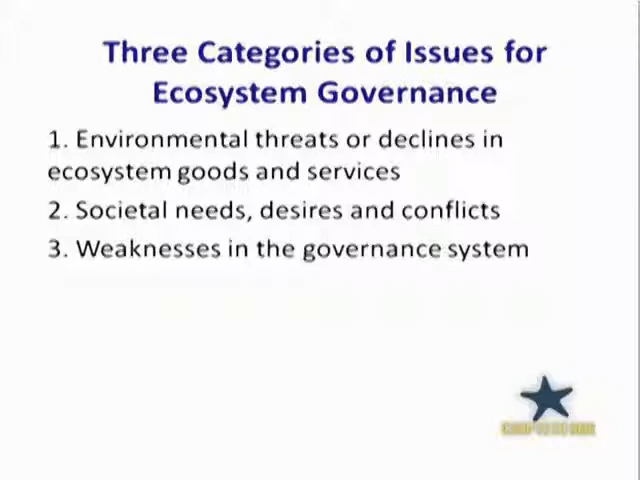 Three Categories of Issues for
Ecosystem Governance
1. Environmental threats or declines in
ecosystem goods and services
2. Societal needs, desires and conflicts
3. Weaknesses in the governance system